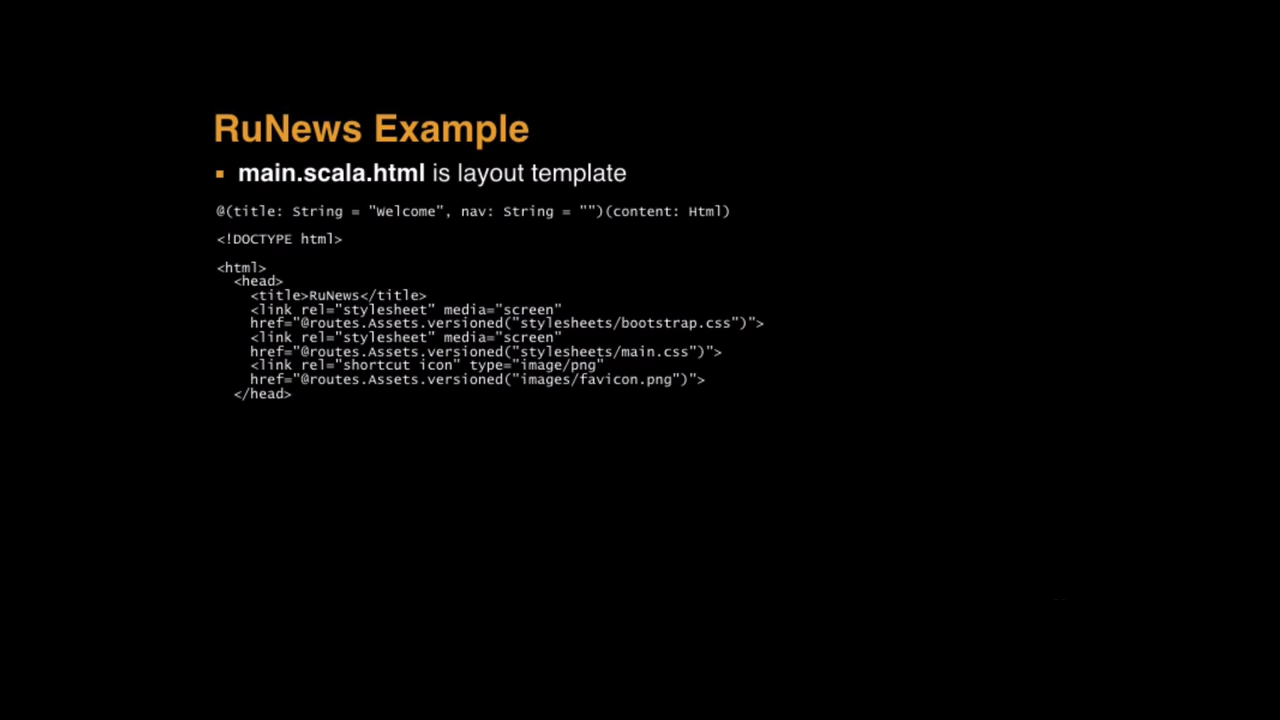 RuNews Example
▪ main.scala.html is layout template
@(title: String = "Welcome", nav: String = "")(content: Html)
<!DOCTYPE html>
<html>
<head>
<title>RuNews</title>
<link rel="stylesheet" media="screen"
href="@routes.Assets.versioned("stylesheets/bootstrap.css")">
<link rel="stylesheet" media="screen"
href="@routes.Assets.versioned("stylesheets/main.css")">
<link rel="shortcut icon" type="image/png"
href="@routes.Assets.versioned("images/favicon.png")">
</head>